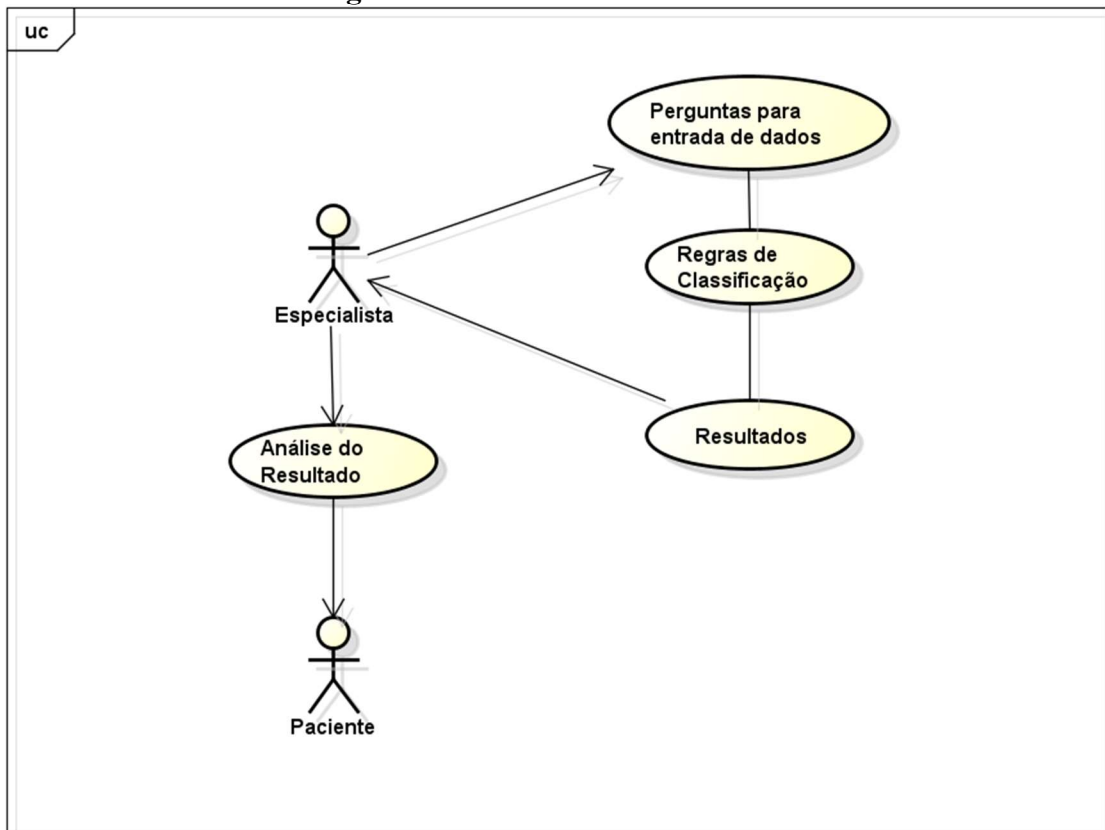 uc
Perguntas para
entrada de dados
Regras de
Classificação
Especialista
Resultados
Análise do
Resultado
Paciente